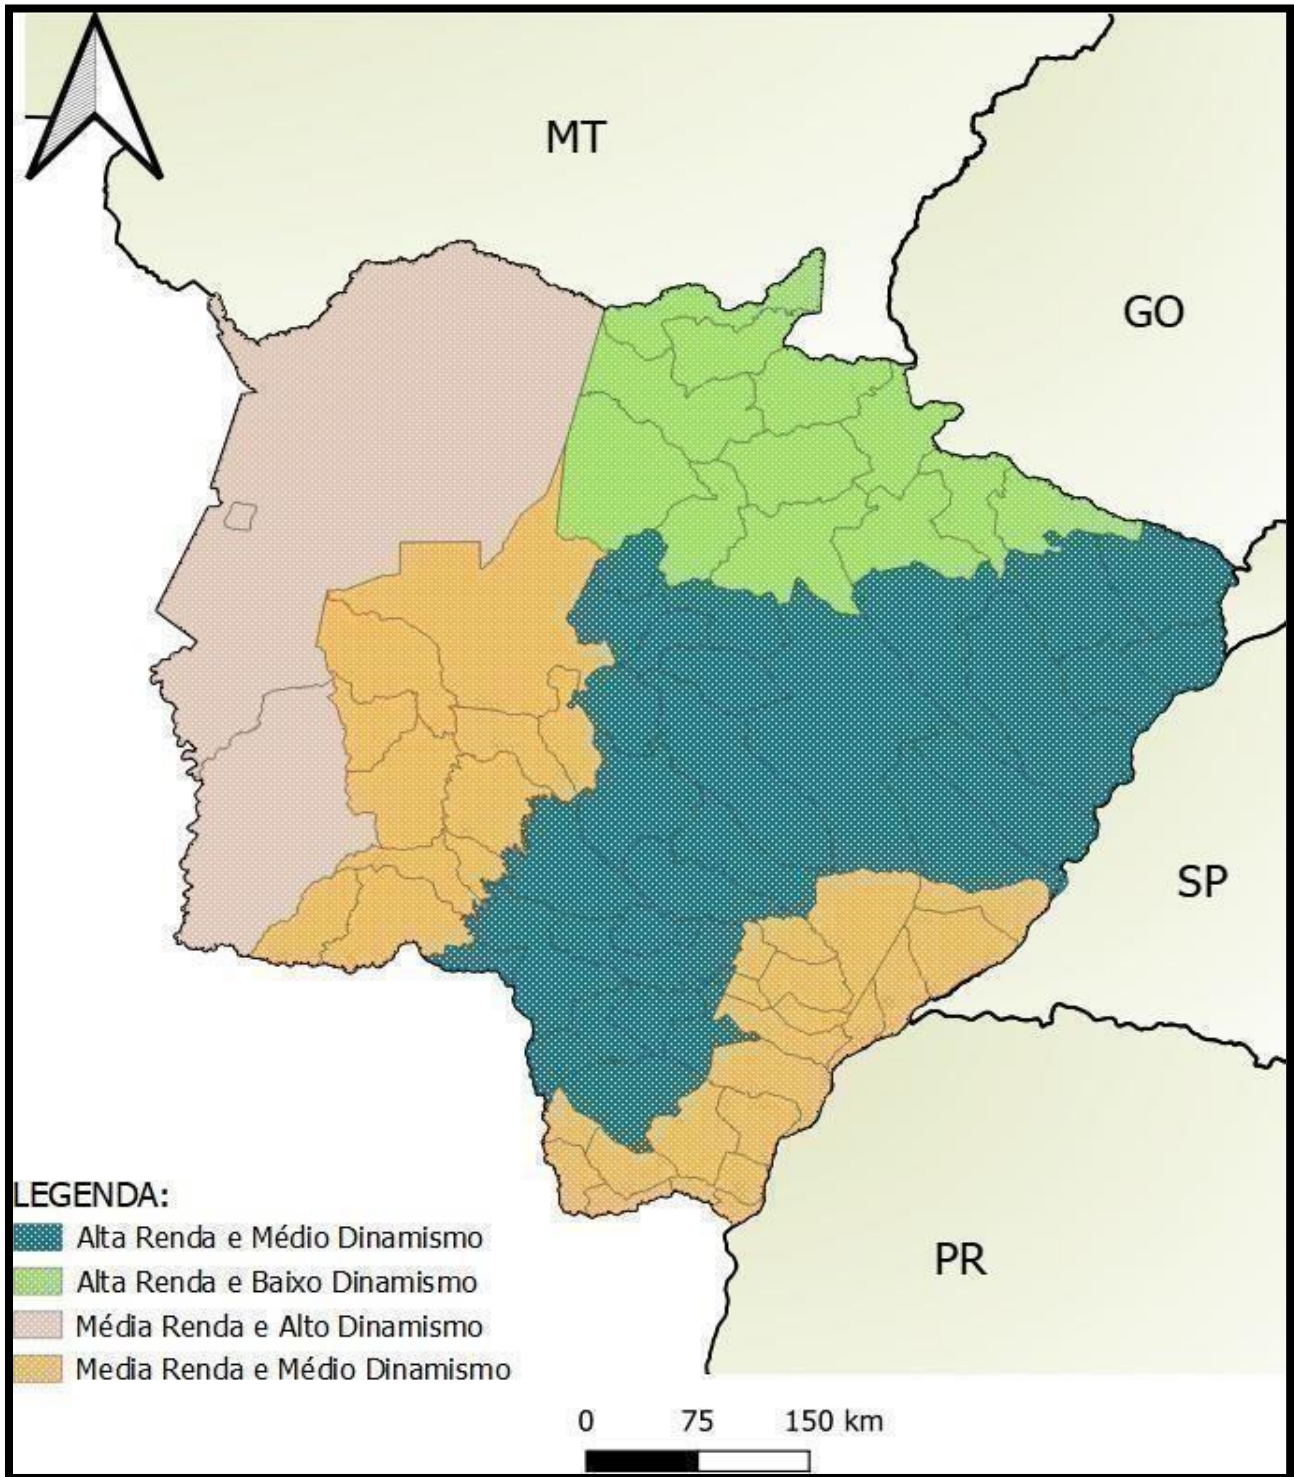 MT
GO
SP
PR
LEGENDA:
Alta Renda e Médio Dinamismo
Alta Renda e Baixo Dinamismo
Média Renda e Alto Dinamismo
Media Renda e Médio Dinamismo
0 75 150 km